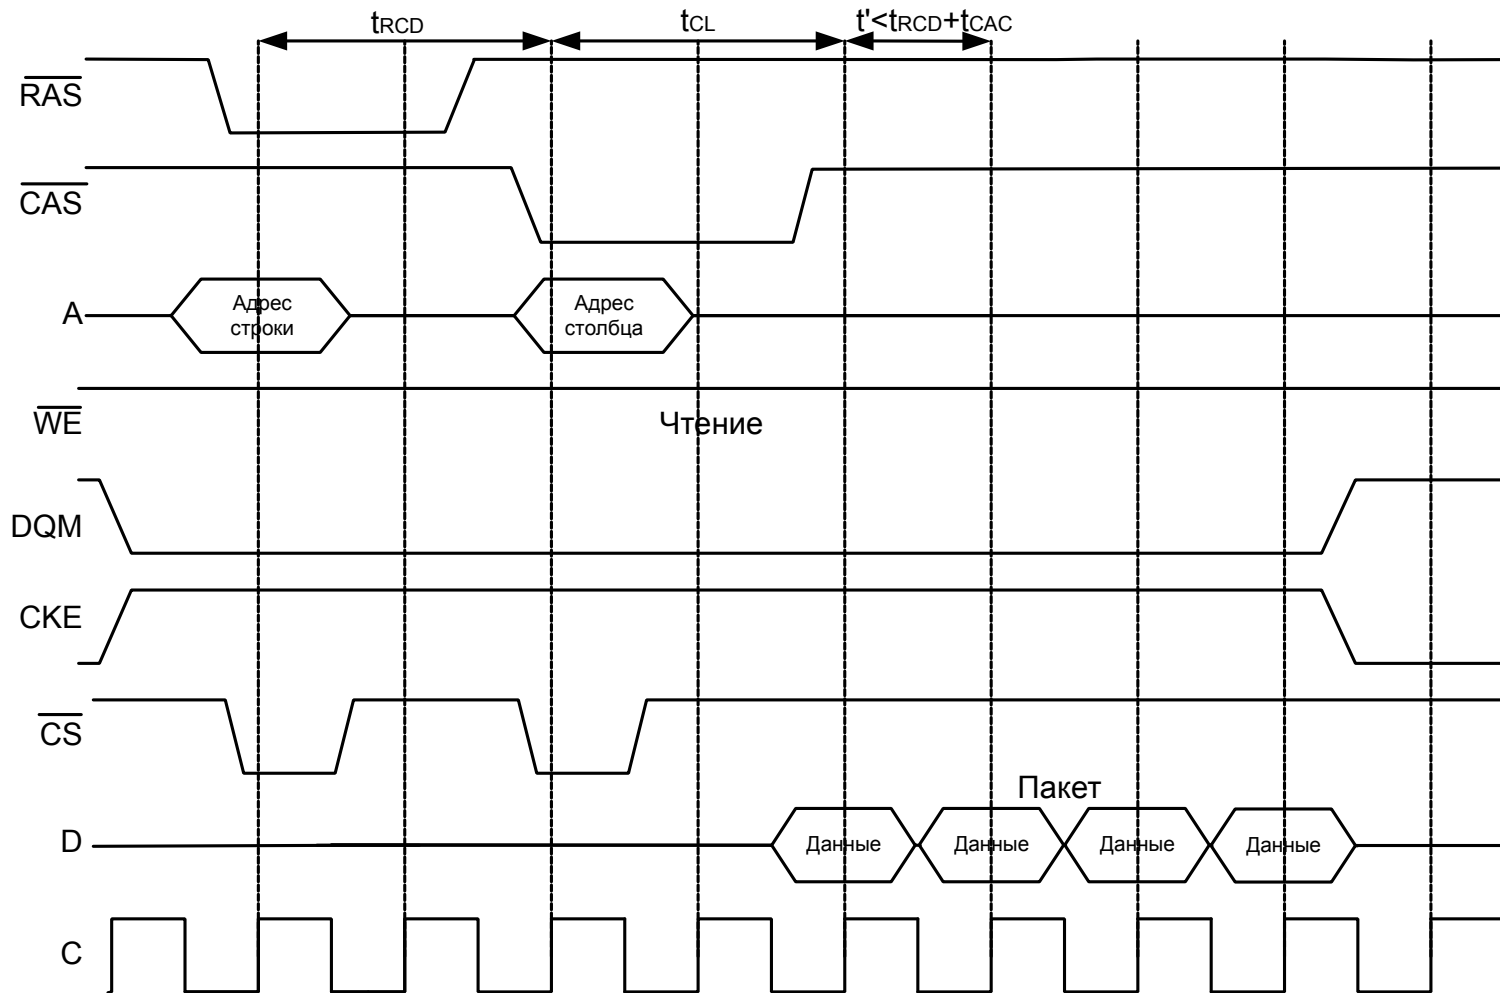 tRCD
tCL
t'<tRCD+tCAC
RAS
CAS
A
Адрес
строки
Адрес
столбца
WE
Чтение
DQM
CKE
CS
Пакет
D
Данные
Данные
Данные
Данные
C